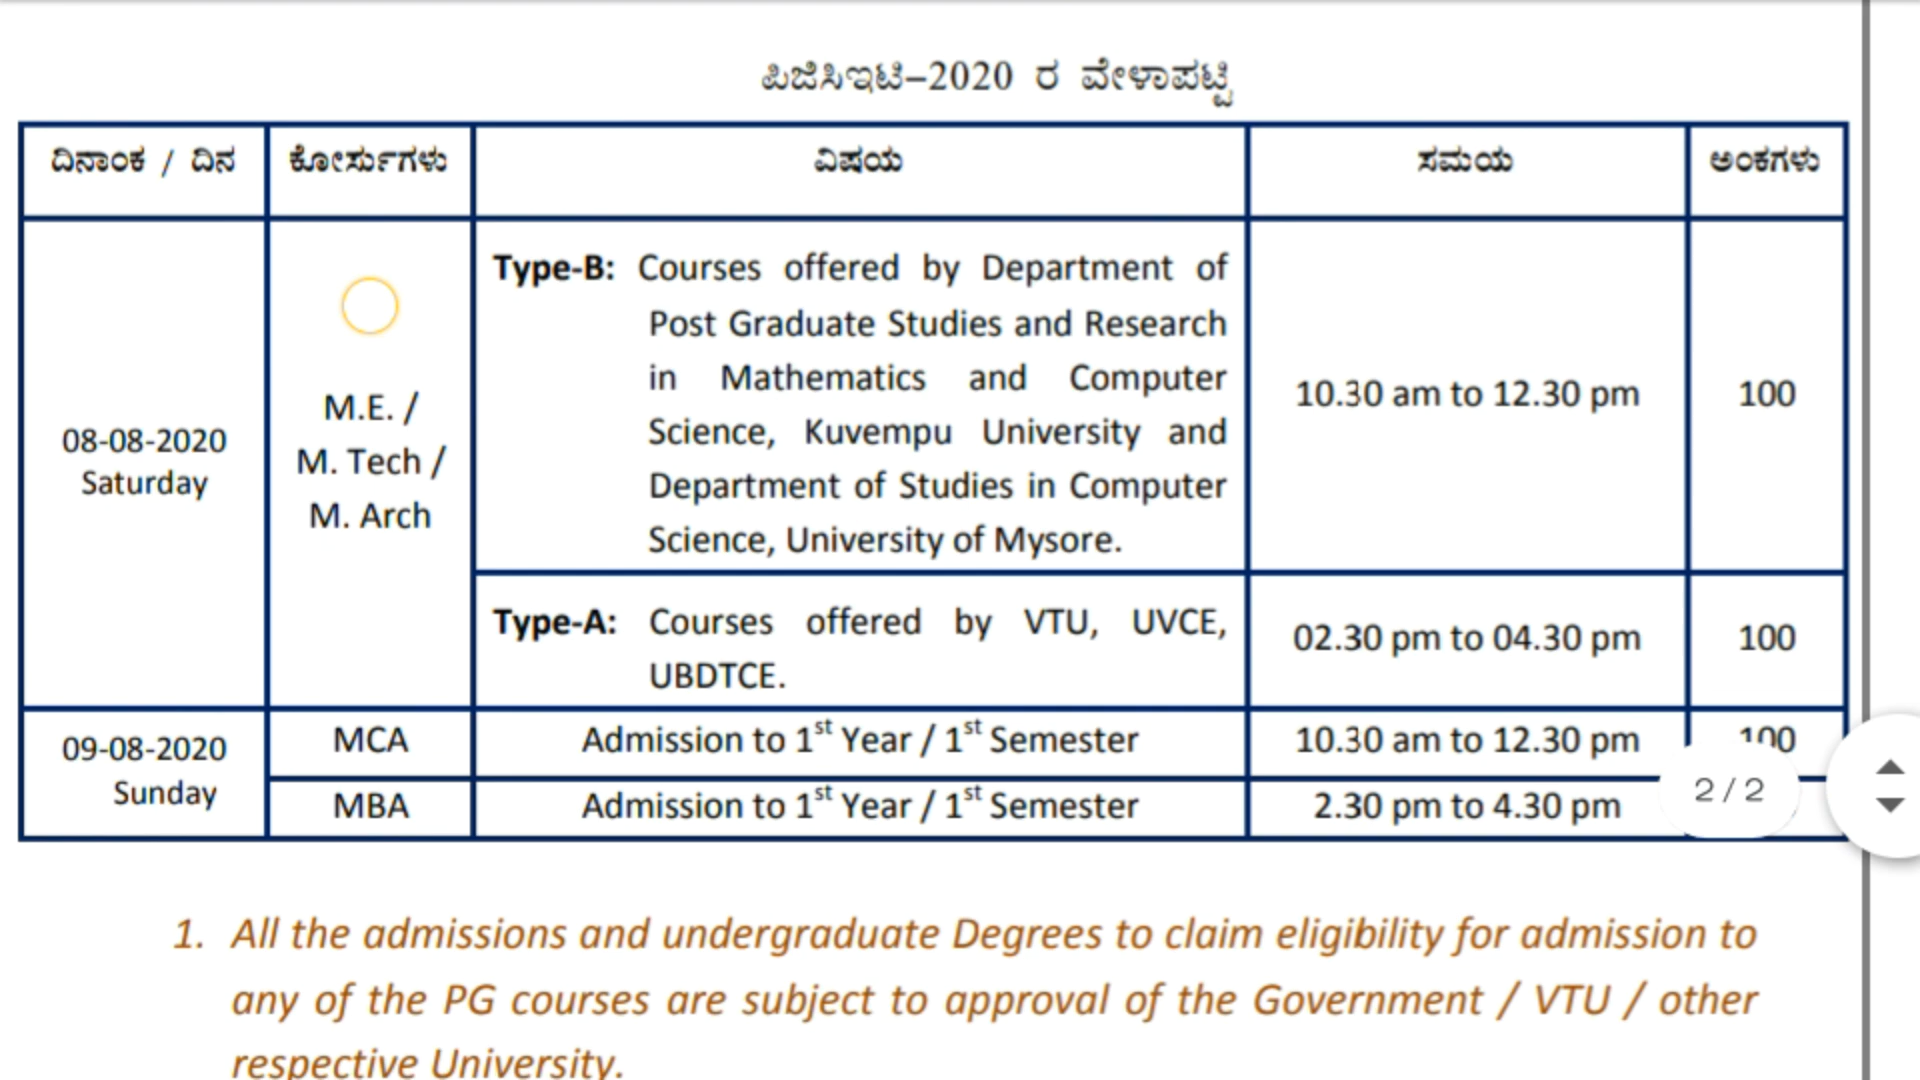 ಪಿಜಿಸಿಇಟಿ–2020 ರ ವೇಳಾಪಟ್ಟಿ
ದಿನಾಂಕ / ದಿನ ಕೋರ್ಸುಗಳು ವಿಷಯ ಸಮಯ ಅಂಕಗಳು
08-08-2020
Saturday
M.E. /
M. Tech /
M. Arch
Type-B: Courses offered by Department of
Post Graduate Studies and Research
in Mathematics and Computer
Science, Kuvempu University and
Department of Studies in Computer
Science, University of Mysore.
10.30 am to 12.30 pm
100
Type-A: Courses offered by VTU, UVCE,
UBDTCE.
02.30 pm to 04.30 pm
100
09-08-2020
Sunday
MCA Admission to 1st Year / 1st Semester 10.30 am to 12.30 pm 100
MBA Admission to 1st Year / 1st Semester 2.30 pm to 4.30 pm
2 / 2
1. All the admissions and undergraduate Degrees to claim eligibility for admission to
any of the PG courses are subject to approval of the Government / VTU / other
respective University.